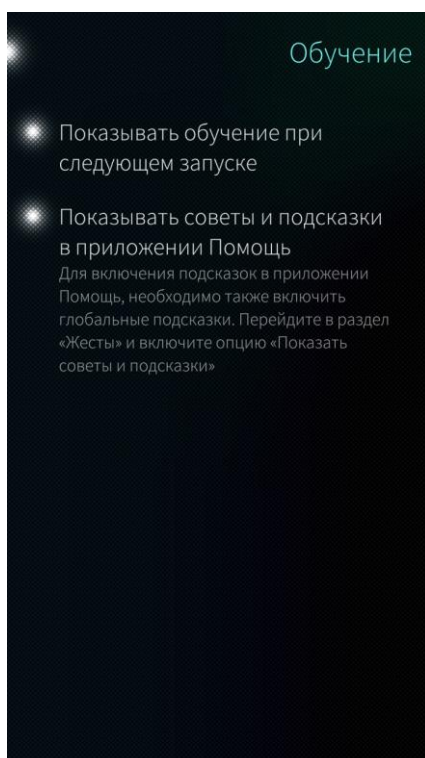 Обучение
Показывать обучение при
следующем запуске
Показывать советы и подсказки
в приложении Помощь
Для включения подсказок в приложении
Помощь, необходимо также включить
глобальные подсказки. Перейдите в раздел
«Жесты» и включите опцию «Показать
советы и подсказки»